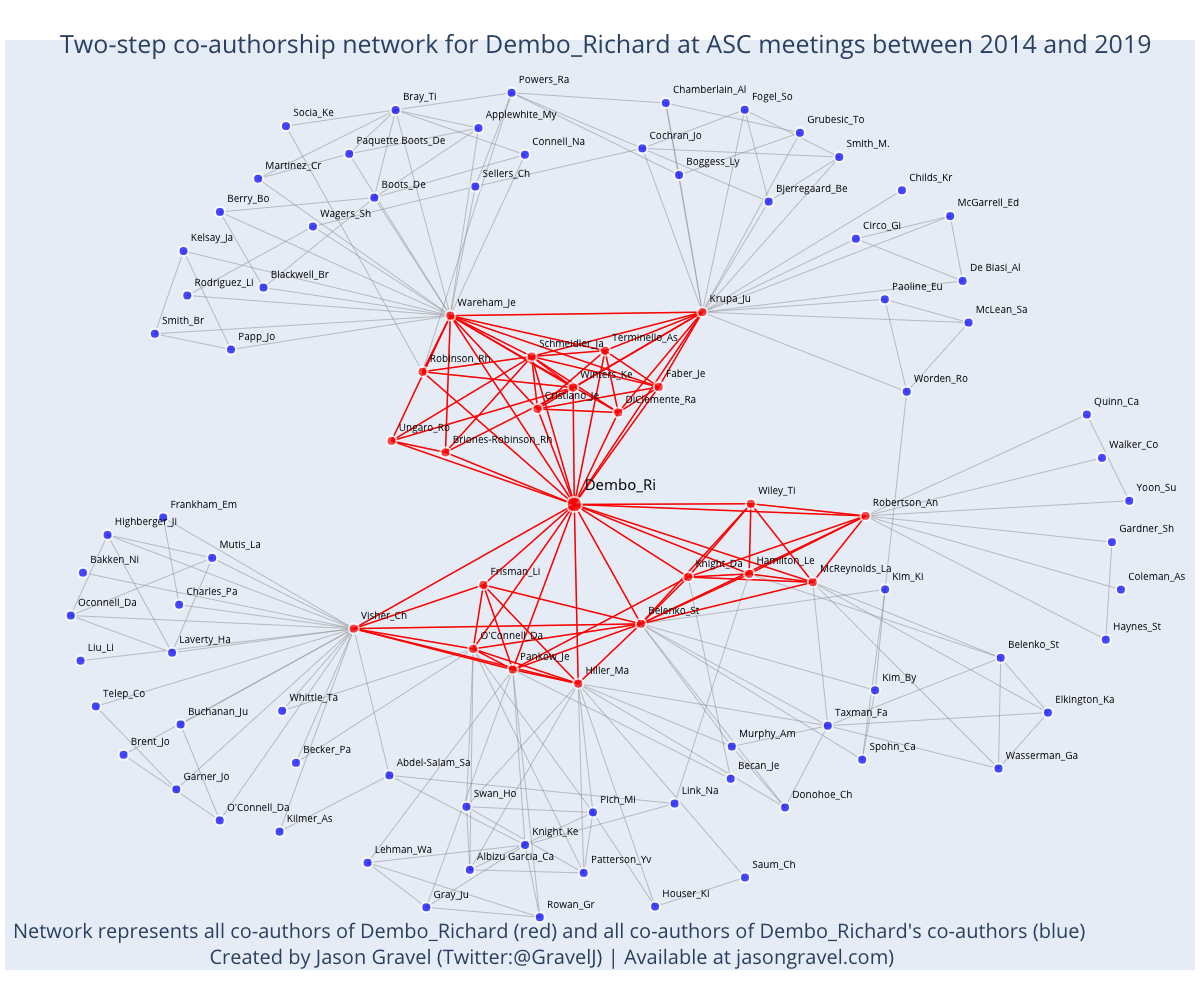 Two-step co-authorship network for Dembo_Richard at ASC meetings between 2014 and 2019
Powers_Ra
Chamberlain_Al
Bray_Ti
Fogel_So
Socia_Ke
Applewhite_My
Grubesic_To
Paquette Boots_De
Connell_Na
Cochran_Jo
Smith_M.
Martinez_Cr
Boggess_Ly
Sellers_Ch
Boots_De
Bjerregaard_Be
Childs_Kr
Berry_Bo
McGarrell_Ed
Wagers_Sh
Circo_Gi
Kelsay_Ja
De Biasi_Al
Blackwell_Br
Rodriguez_Li
Paoline_Eu
Wareham_Je
Krupa_Ju
McLean_Sa
Smith_Br
Papp_Jo
Terminello_As
Schmeidler_Ja
Robinson_Rh
Winters_Ke
Faber_Je
Worden_Ro
Cristiano_Je
DiClemente_Ra
Quinn_Ca
Ungaro_Ro
Briones-Robinson_Rh
Walker_Co
Dembo_Ri
Wiley_Ti
Yoon_Su
Robertson_An
Frankham_Em
Highberger_Ji
Gardner_Sh
Mutis_La
Bakken_Ni
Hamilton_Le
Knight_Da
McReynolds_La
Frisman_Li
Kim_Ki
Coleman_As
Charles_Pa
Oconnell_Da
Visher_Ch
Belenko_St
Haynes_St
Laverty_Ha
O'Connell_Da
Liu_Li
Belenko_St
Pankow_Je
Hiller_Ma
Kim_By
Telep_Co
Whittle_Ta
Elkington_Ka
Buchanan_Ju
Taxman_Fa
Murphy_Am
Brent_Jo
Becker_Pa
Spohn_Ca
Wasserman_Ga
Abdel-Salam_Sa
Becan_Je
Garner_Jo
Swan_Ho
Pich_Mi
Link_Na
Donohoe_Ch
O'Connell_Da
Kilmer_As
Knight_Ke
Lehman_Wa
Albizu Garcia_Ca
Patterson_Yv
Saum_Ch
Gray_Ju
Rowan_Gr
Houser_Ki
Network represents all co-authors of Dembo_Richard (red) and all co-authors of Dembo_Richard's co-authors (blue)
Created by Jason Gravel (Twitter:@GravelJ) | Available at jasongravel.com)